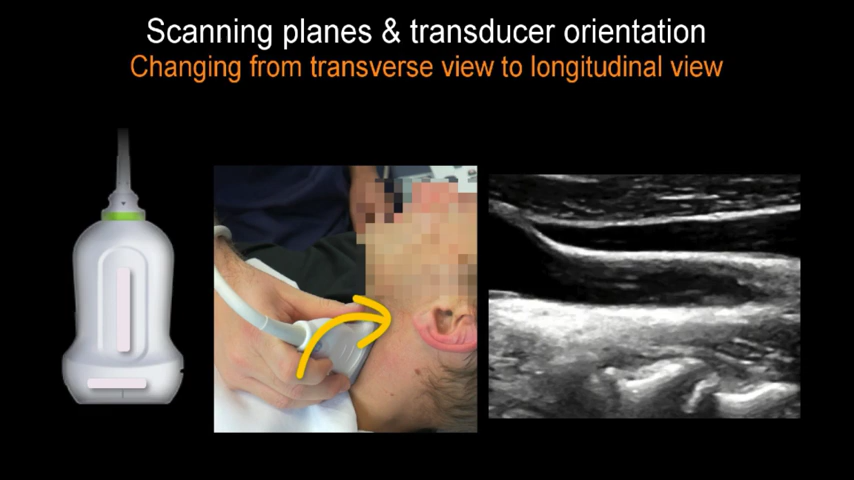 Scanning planes & transducer orientation
Changing from transverse view to longitudinal view